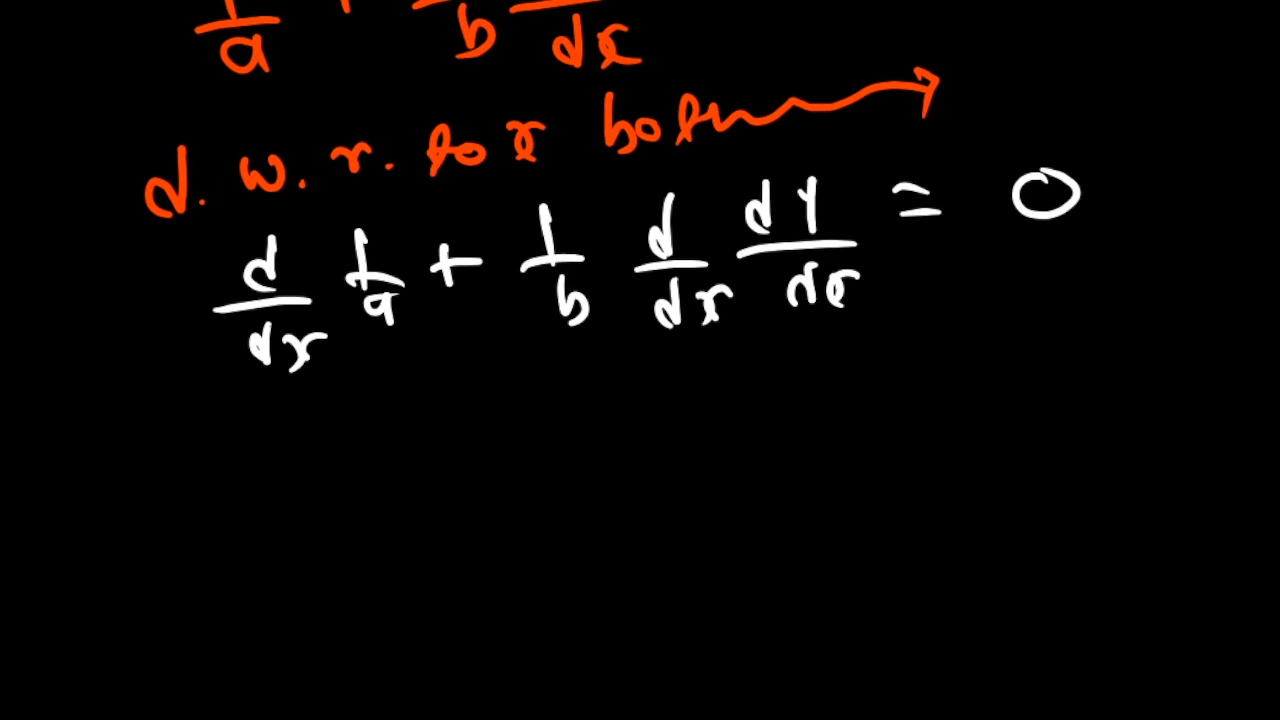 1/a + 1/b dy/dx
d. w. r. to x both
d/dx 1/a + 1/b d/dx dy/dx = 0